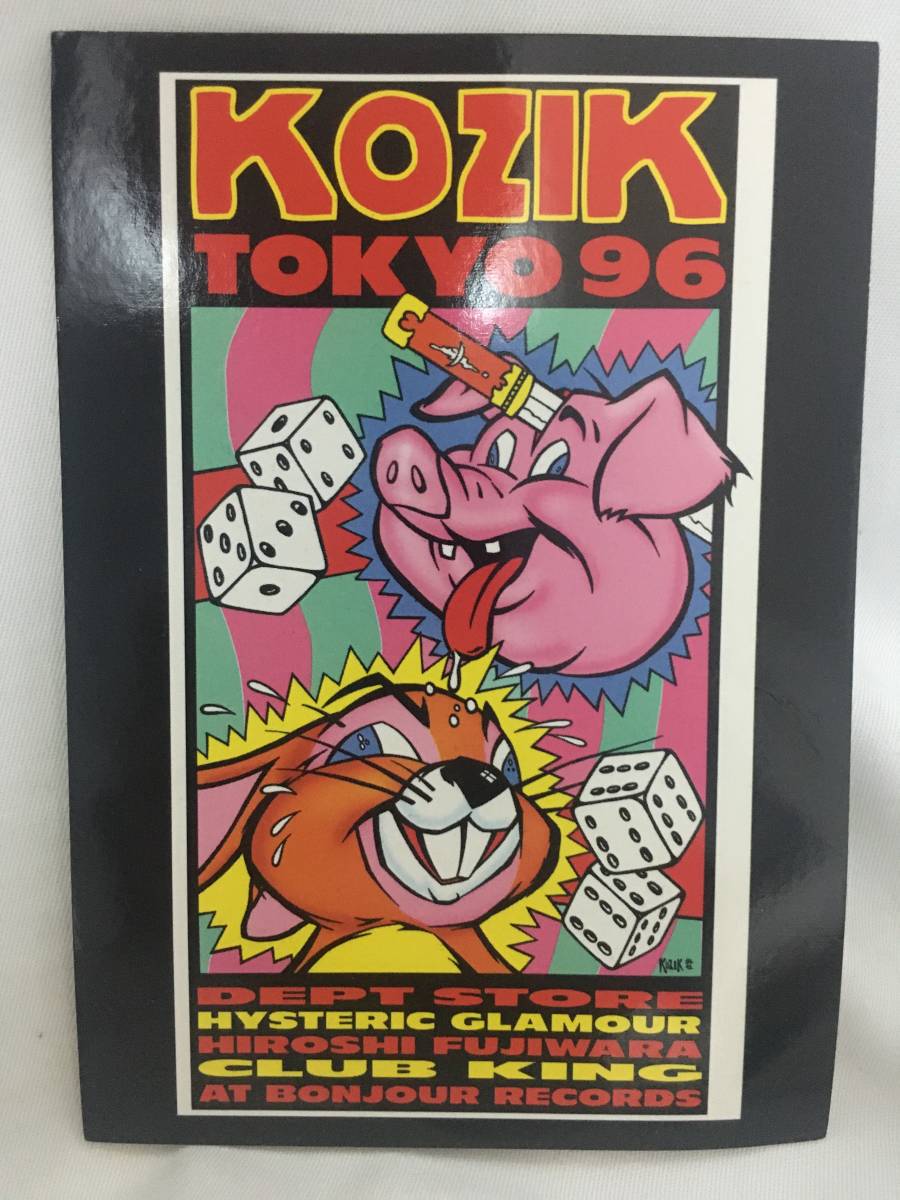 KOZIK
TOKYO 96
KOZIK
DEPT STORE
HYSTERIC GLAMOUR
HIROSHI FUJIWARA
CLUB KING
AT BONJOUR RECORDS